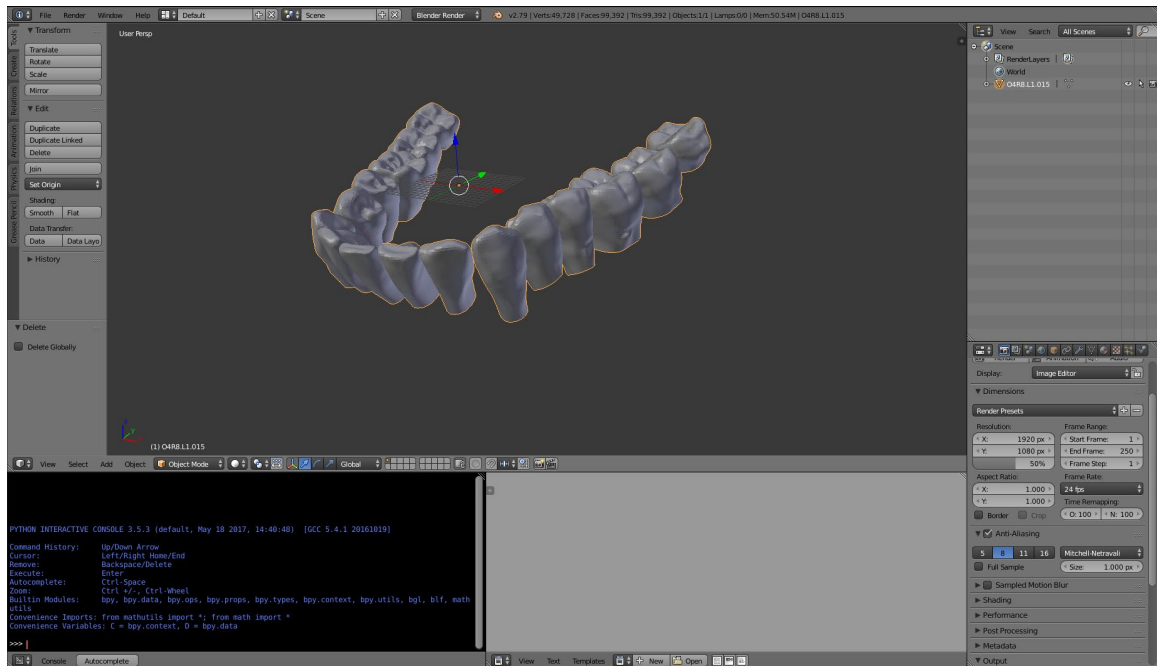 File Render Window Help Default Scene Blender Render v2.79 | Verts:49,728 | Faces:99,392 | Tris:99,392 | Objects:1/1 | Lamps:0/0 | Mem:50.54M | O4R8.L1.015
Tools
Create
Relations
Animation
Physics
Grease Pencil
Transform
Translate
Rotate
Scale
Mirror
Edit
Duplicate
Duplicate Linked
Delete
Join
Set Origin
Shading:
Smooth Flat
Data Transfer:
Data Data Layo
History
Delete
Delete Globally
User Persp
(1) O4R8.L1.015
View Select Add Object Object Mode Global
PYTHON INTERACTIVE CONSOLE 3.5.3 (default, May 18 2017, 14:40:48) [GCC 5.4.1 20161019]
Command History: Up/Down Arrow
Cursor: Left/Right Home/End
Remove: Backspace/Delete
Execute: Enter
Autocomplete: Ctrl-Space
Zoom: Ctrl +/-, Ctrl-Wheel
Builtin Modules: bpy, bpy.data, bpy.ops, bpy.props, bpy.types, bpy.context, bpy.utils, bgl, blf, math
utils
Convenience Imports: from mathutils import *; from math import *
Convenience Variables: C = bpy.context, D = bpy.data
>>>
Console Autocomplete
View Text Templates New Open
View Search All Scenes
Scene
RenderLayers
World
O4R8.L1.015
Display: Image Editor
Dimensions
Render Presets
Resolution: Frame Range:
X: 1920 px Start Frame: 1
Y: 1080 px End Frame: 250
50% Frame Step: 1
Aspect Ratio: Frame Rate:
X: 1.000 24 fps
Y: 1.000 Time Remapping:
Border Crop O: 100 N: 100
Anti-Aliasing
5 8 11 16 Mitchell-Netravali
Full Sample Size: 1.000 px
Sampled Motion Blur
Shading
Performance
Post Processing
Metadata
Output